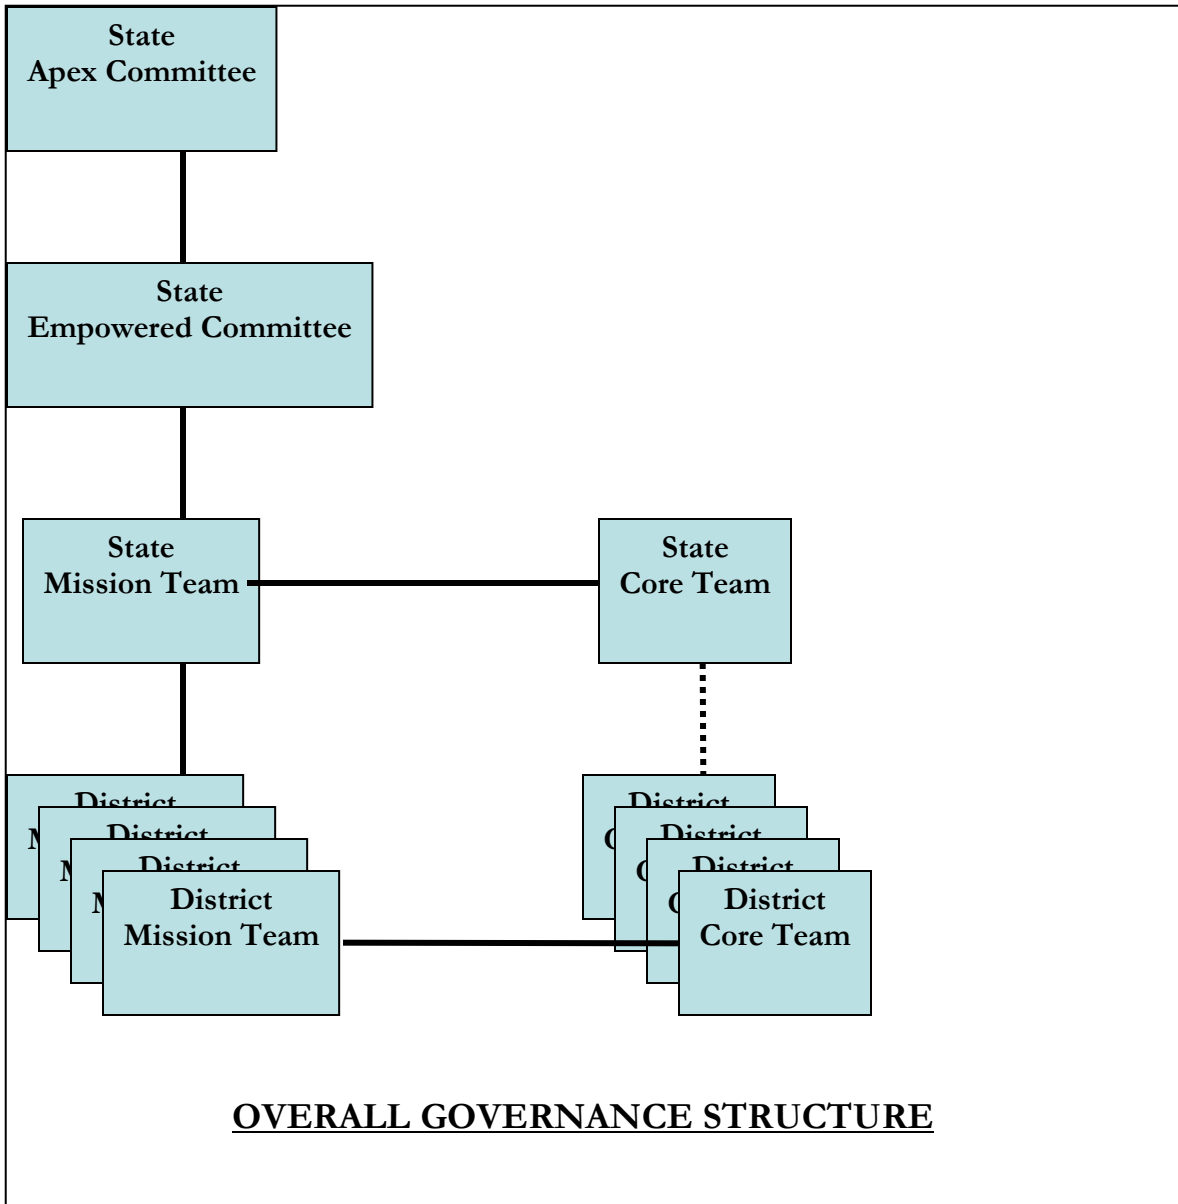 State
Apex Committee
State
Empowered Committee
State
Mission Team
State
Core Team
District
District
District
District
Mission Team
District
District
District
District
Core Team
OVERALL GOVERNANCE STRUCTURE